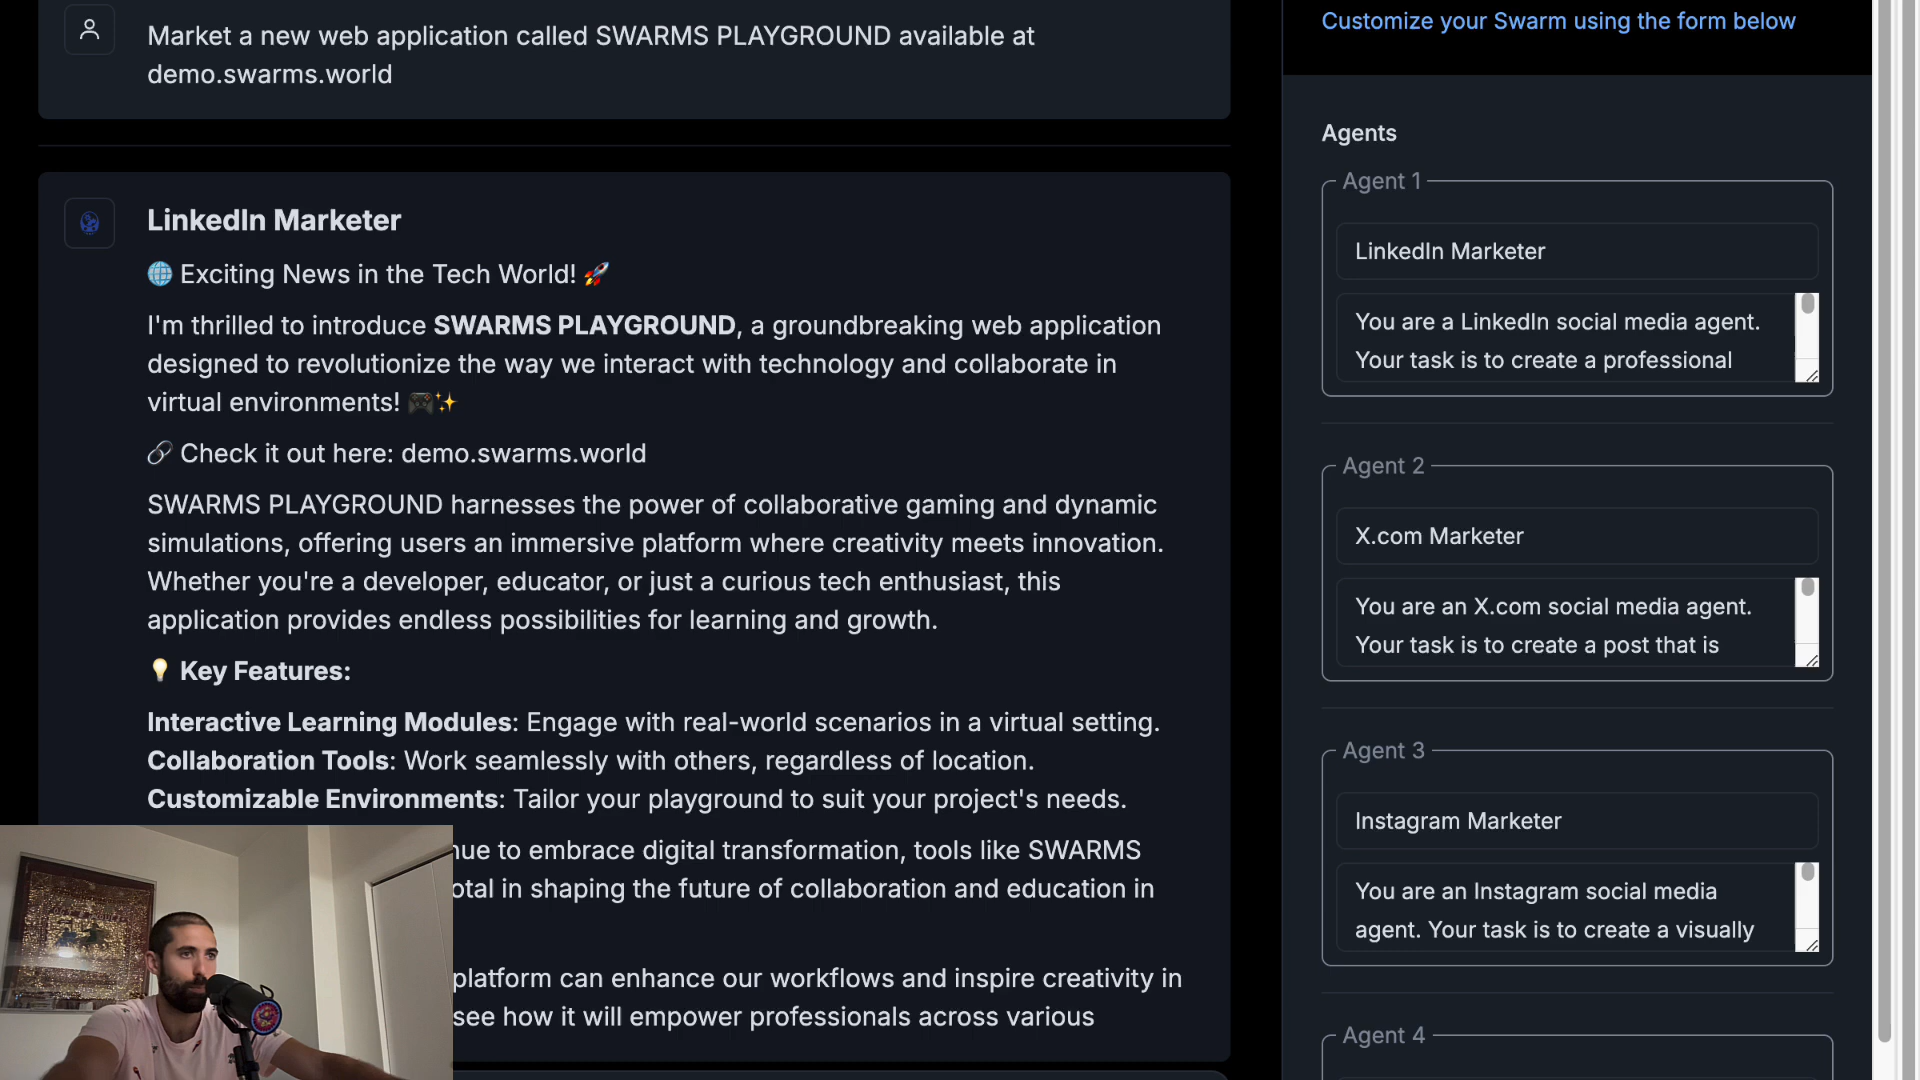 Market a new web application called SWARMS PLAYGROUND available at
demo.swarms.world
LinkedIn Marketer
🌐 Exciting News in the Tech World! 🚀
I'm thrilled to introduce SWARMS PLAYGROUND, a groundbreaking web application
designed to revolutionize the way we interact with technology and collaborate in
virtual environments! 🎮✨
🔗 Check it out here: demo.swarms.world
SWARMS PLAYGROUND harnesses the power of collaborative gaming and dynamic
simulations, offering users an immersive platform where creativity meets innovation.
Whether you're a developer, educator, or just a curious tech enthusiast, this
application provides endless possibilities for learning and growth.
💡 Key Features:
Interactive Learning Modules: Engage with real-world scenarios in a virtual setting.
Collaboration Tools: Work seamlessly with others, regardless of location.
Customizable Environments: Tailor your playground to suit your project's needs.
to embrace digital transformation, tools like SWARMS
in shaping the future of collaboration and education in
platform can enhance our workflows and inspire creativity in
see how it will empower professionals across various
Customize your Swarm using the form below
Agents
Agent 1
LinkedIn Marketer
You are a LinkedIn social media agent.
Your task is to create a professional
Agent 2
X.com Marketer
You are an X.com social media agent.
Your task is to create a post that is
Agent 3
Instagram Marketer
You are an Instagram social media
agent. Your task is to create a visually
Agent 4